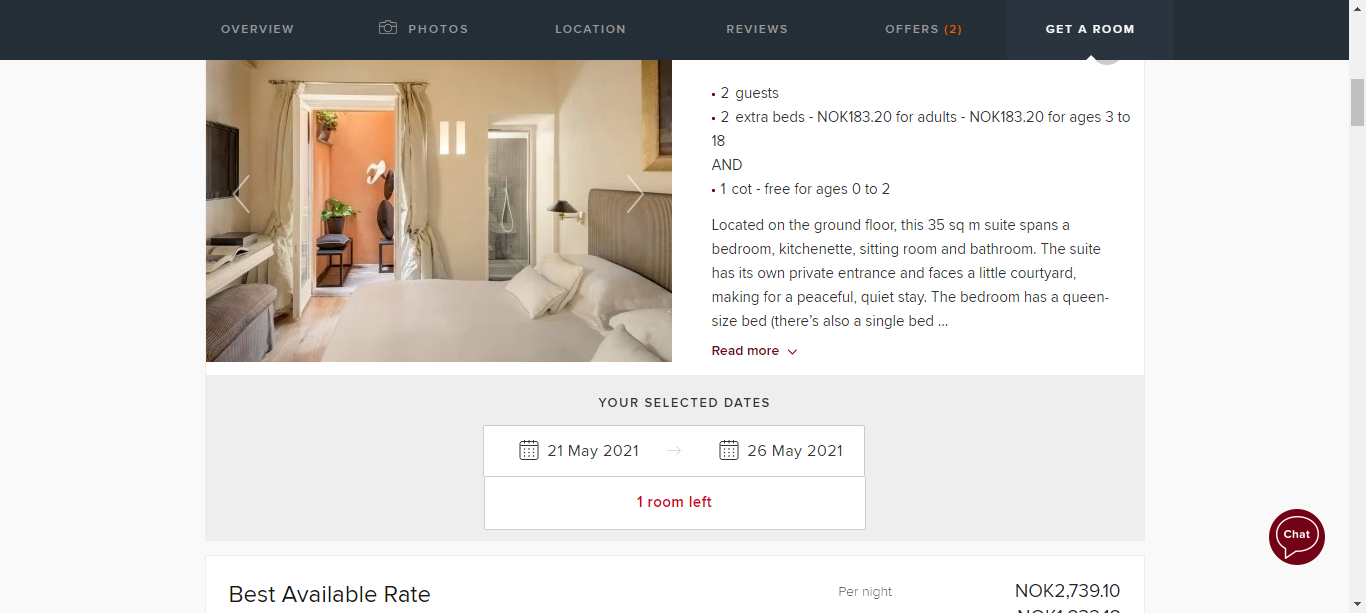 OVERVIEW
PHOTOS
LOCATION
REVIEWS
OFFERS (2)
GET A ROOM
2 guests
2 extra beds - NOK183.20 for adults - NOK183.20 for ages 3 to
18
AND
1 cot - free for ages 0 to 2
Located on the ground floor, this 35 sq m suite spans a
bedroom, kitchenette, sitting room and bathroom. The suite
has its own private entrance and faces a little courtyard,
making for a peaceful, quiet stay. The bedroom has a queen-
size bed (there's also a single bed ...
Read more
YOUR SELECTED DATES
21 May 2021 → 26 May 2021
1 room left
Chat
Best Available Rate
Per night
NOK2,739.10